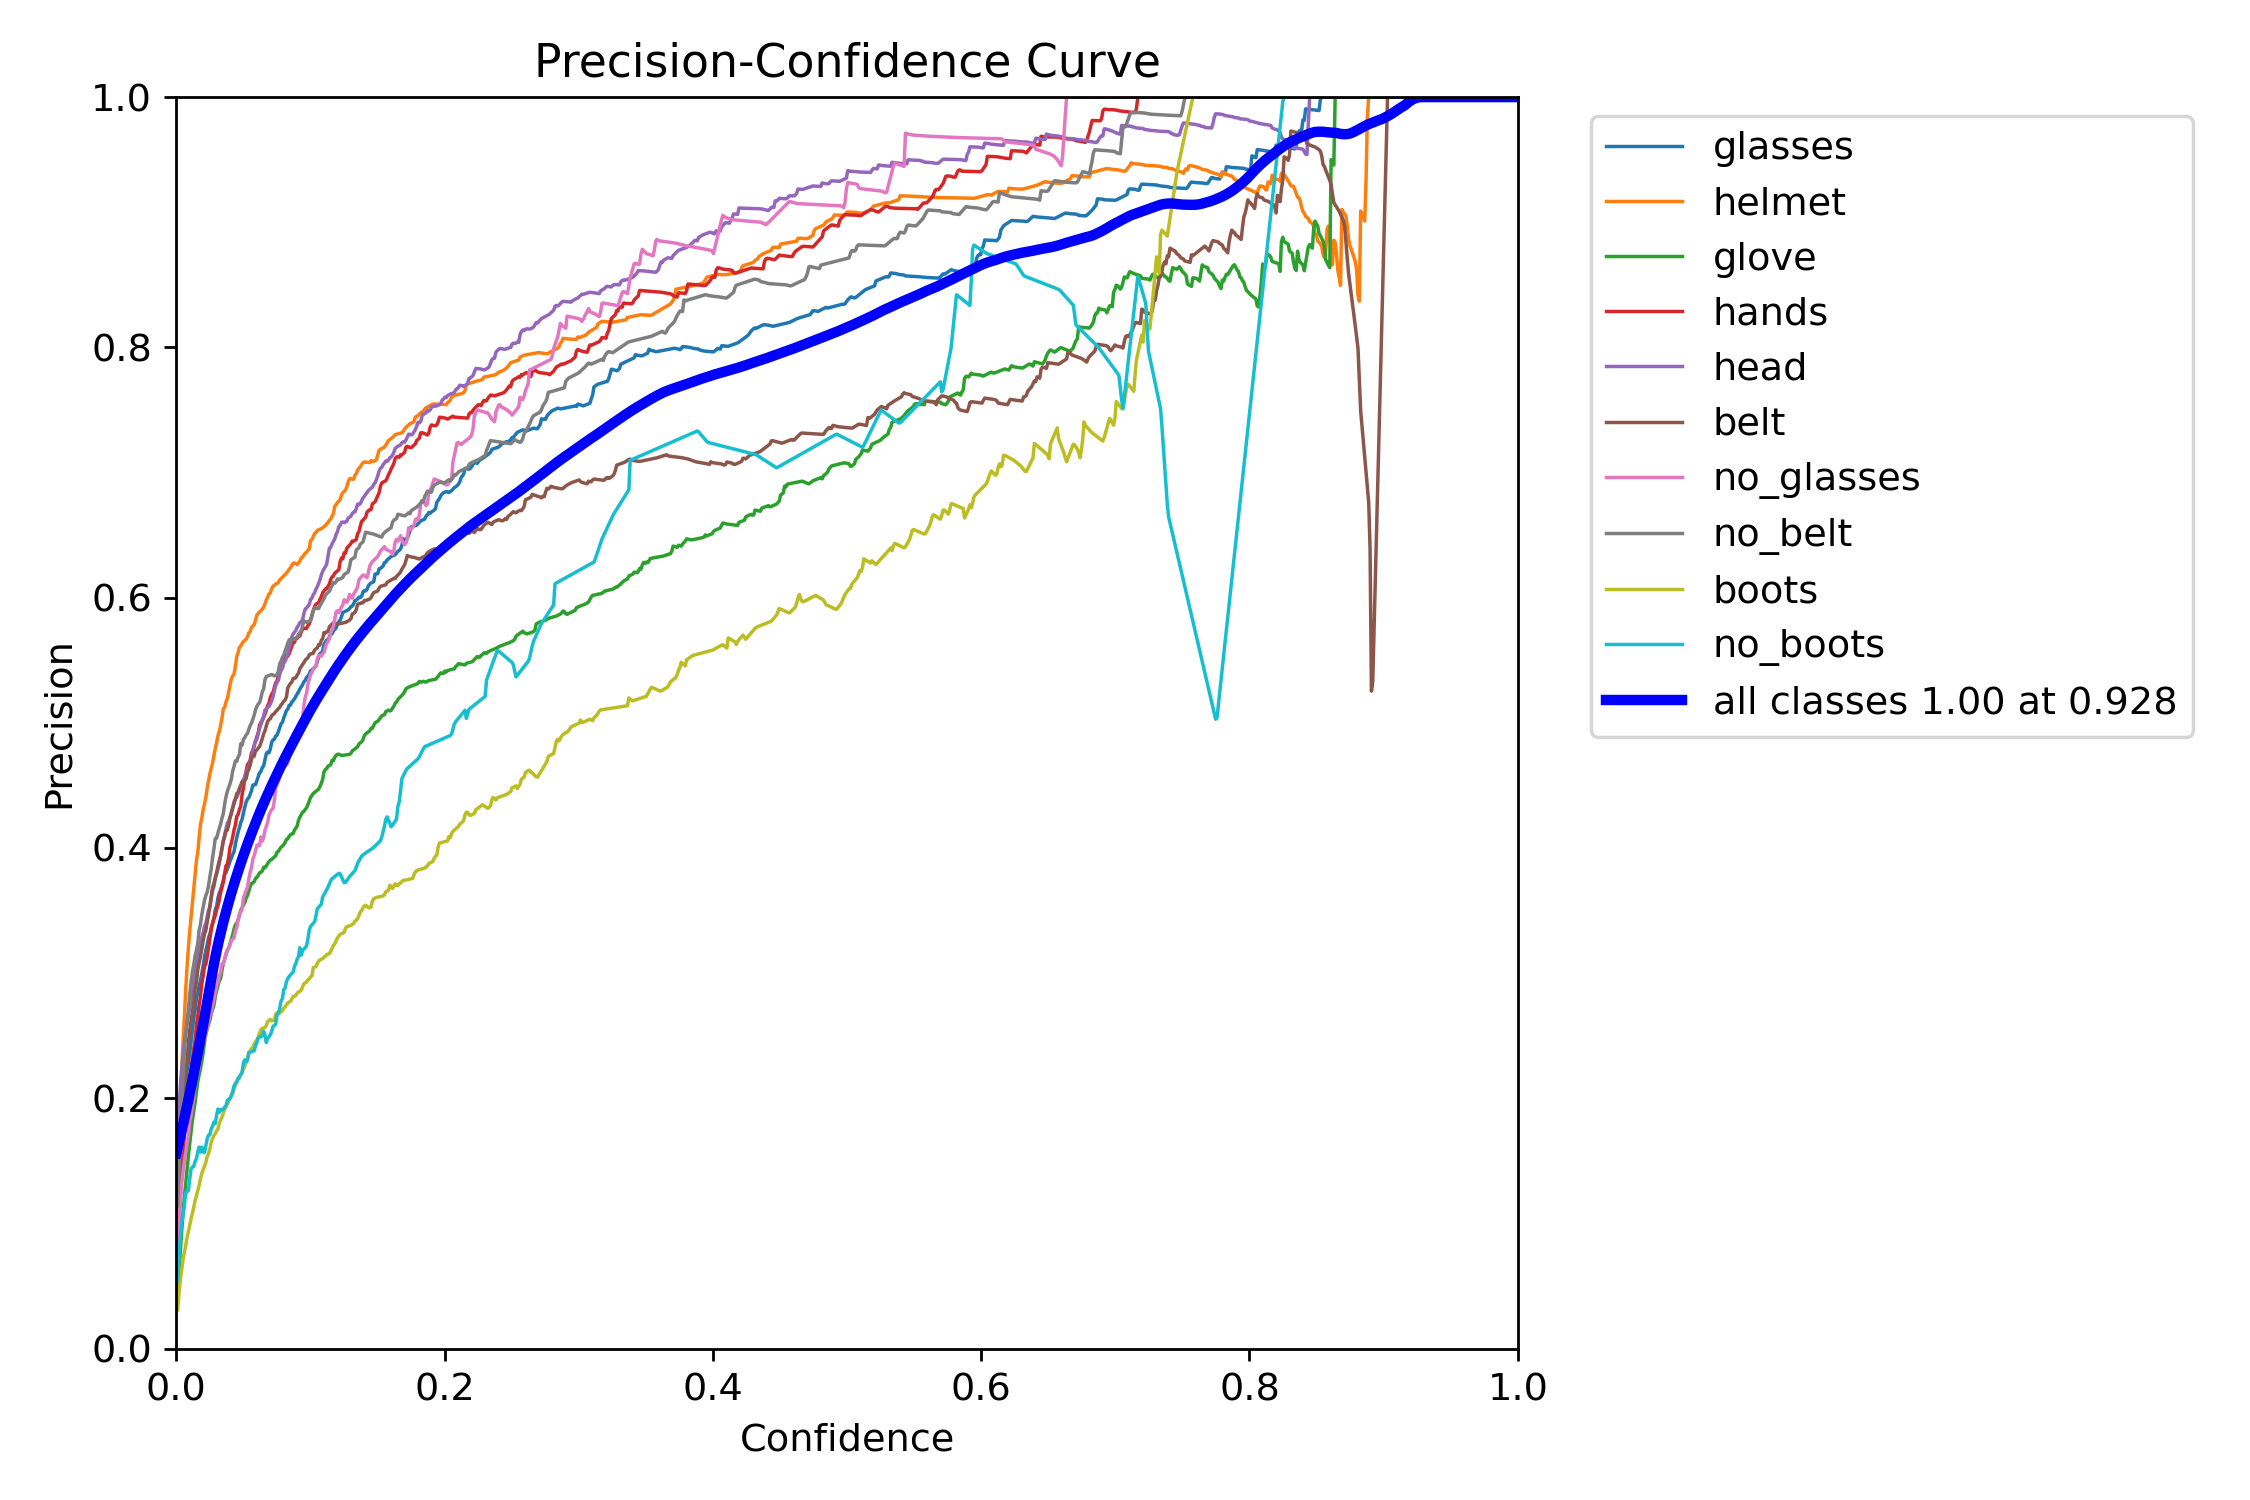 Precision-Confidence Curve
1.0
0.8
0.6
0.4
0.2
0.0
Precision
0.0 0.2 0.4 0.6 0.8 1.0
Confidence
glasses
helmet
glove
hands
head
belt
no_glasses
no_belt
boots
no_boots
all classes 1.00 at 0.928